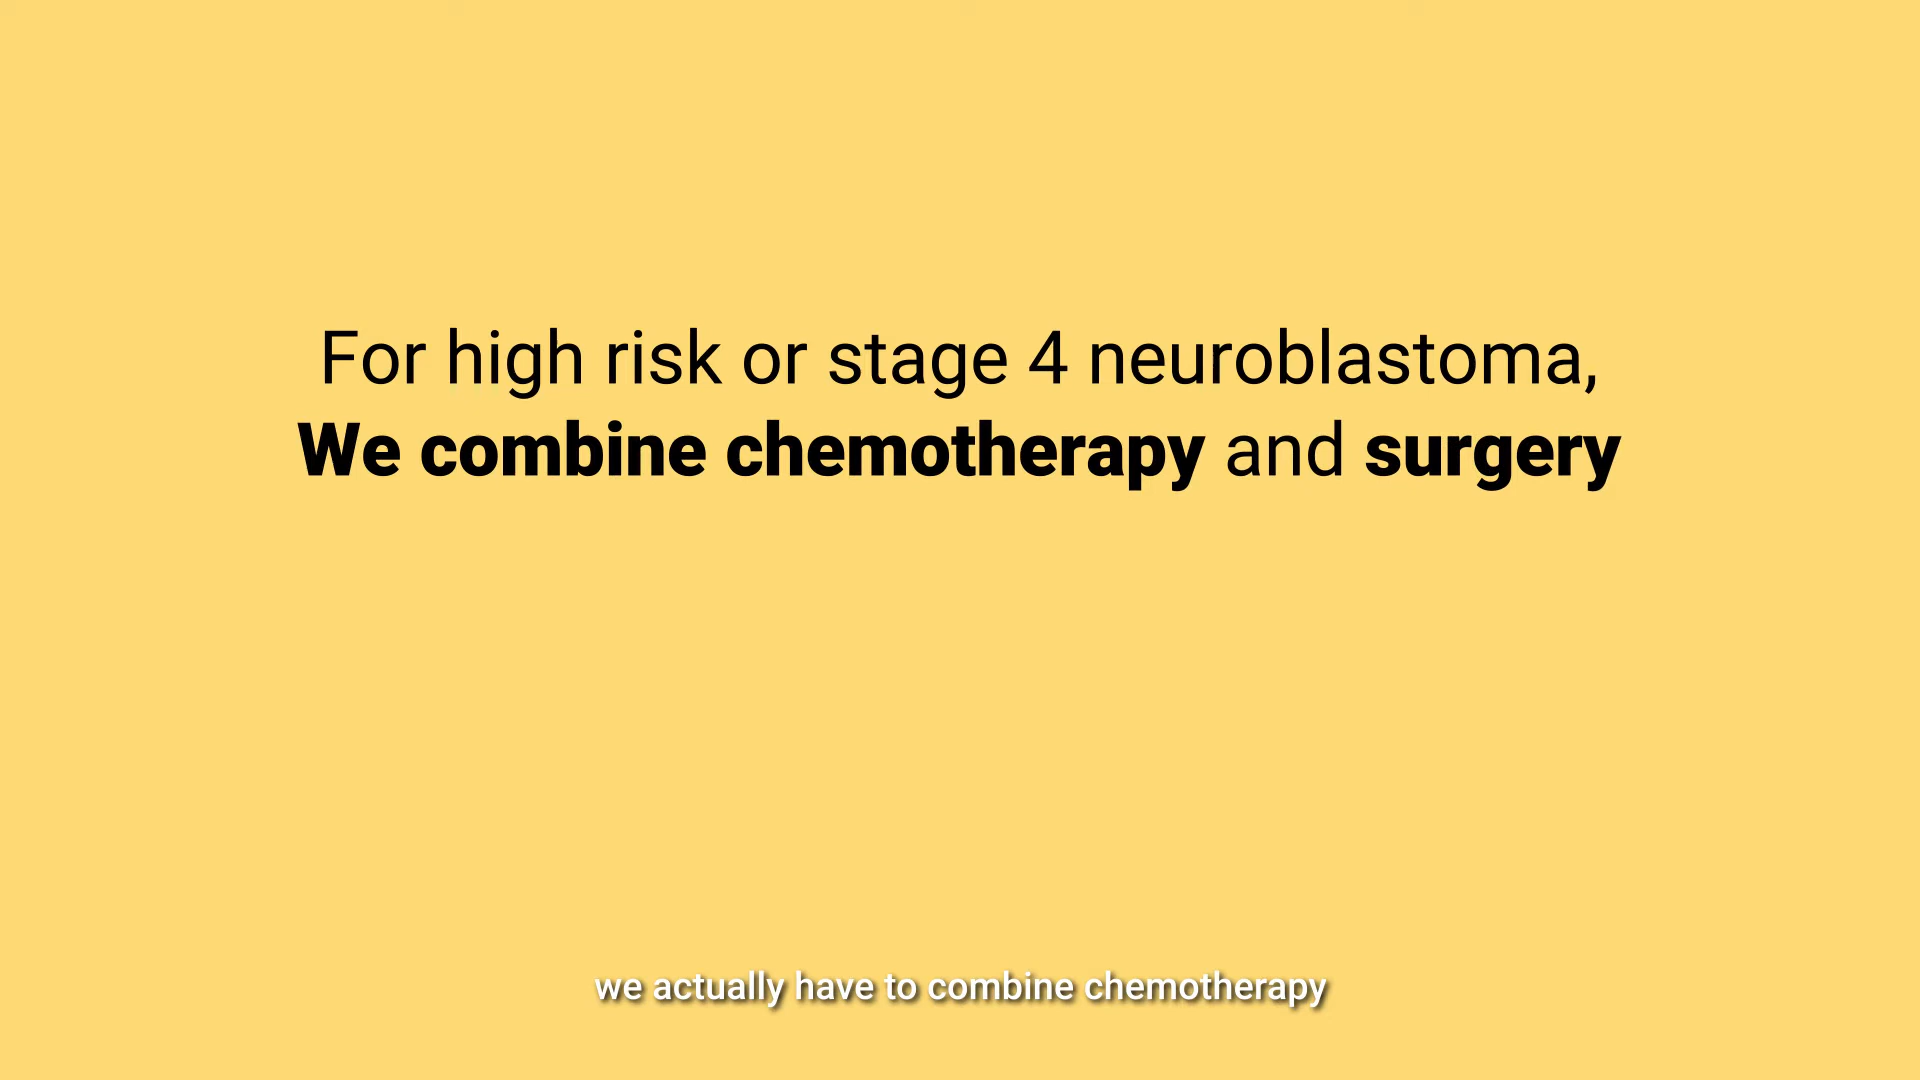 For high risk or stage 4 neuroblastoma,
We combine chemotherapy and surgery
we actually have to combine chemotherapy